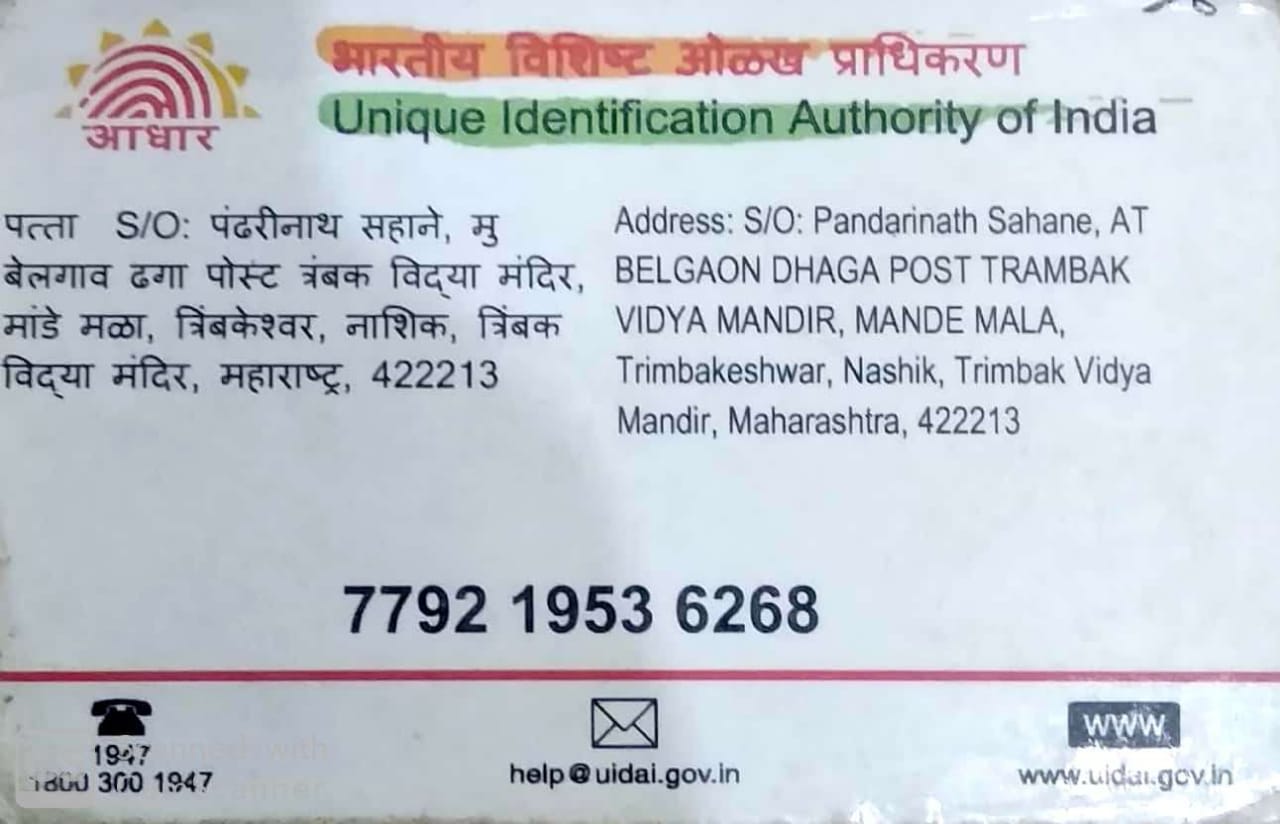 आधार
भारतीय विशिष्ट ओळख प्राधिकरण
Unique Identification Authority of India
पत्ता S/O: पंढरीनाथ सहाने, मु
बेलगाव ढगा पोस्ट त्रंबक विद्‌या मंदिर,
मांडे मळा, त्रिंबकेश्वर, नाशिक, त्रिंबक
विद्‌या मंदिर, महाराष्ट्र, 422213
Address: S/O: Pandarinath Sahane, AT
BELGAON DHAGA POST TRAMBAK
VIDYA MANDIR, MANDE MALA,
Trimbakeshwar, Nashik, Trimbak Vidya
Mandir, Maharashtra, 422213
7792 1953 6268
1947
1800 300 1947
help@uidai.gov.in
www
www.uidai.gov.in